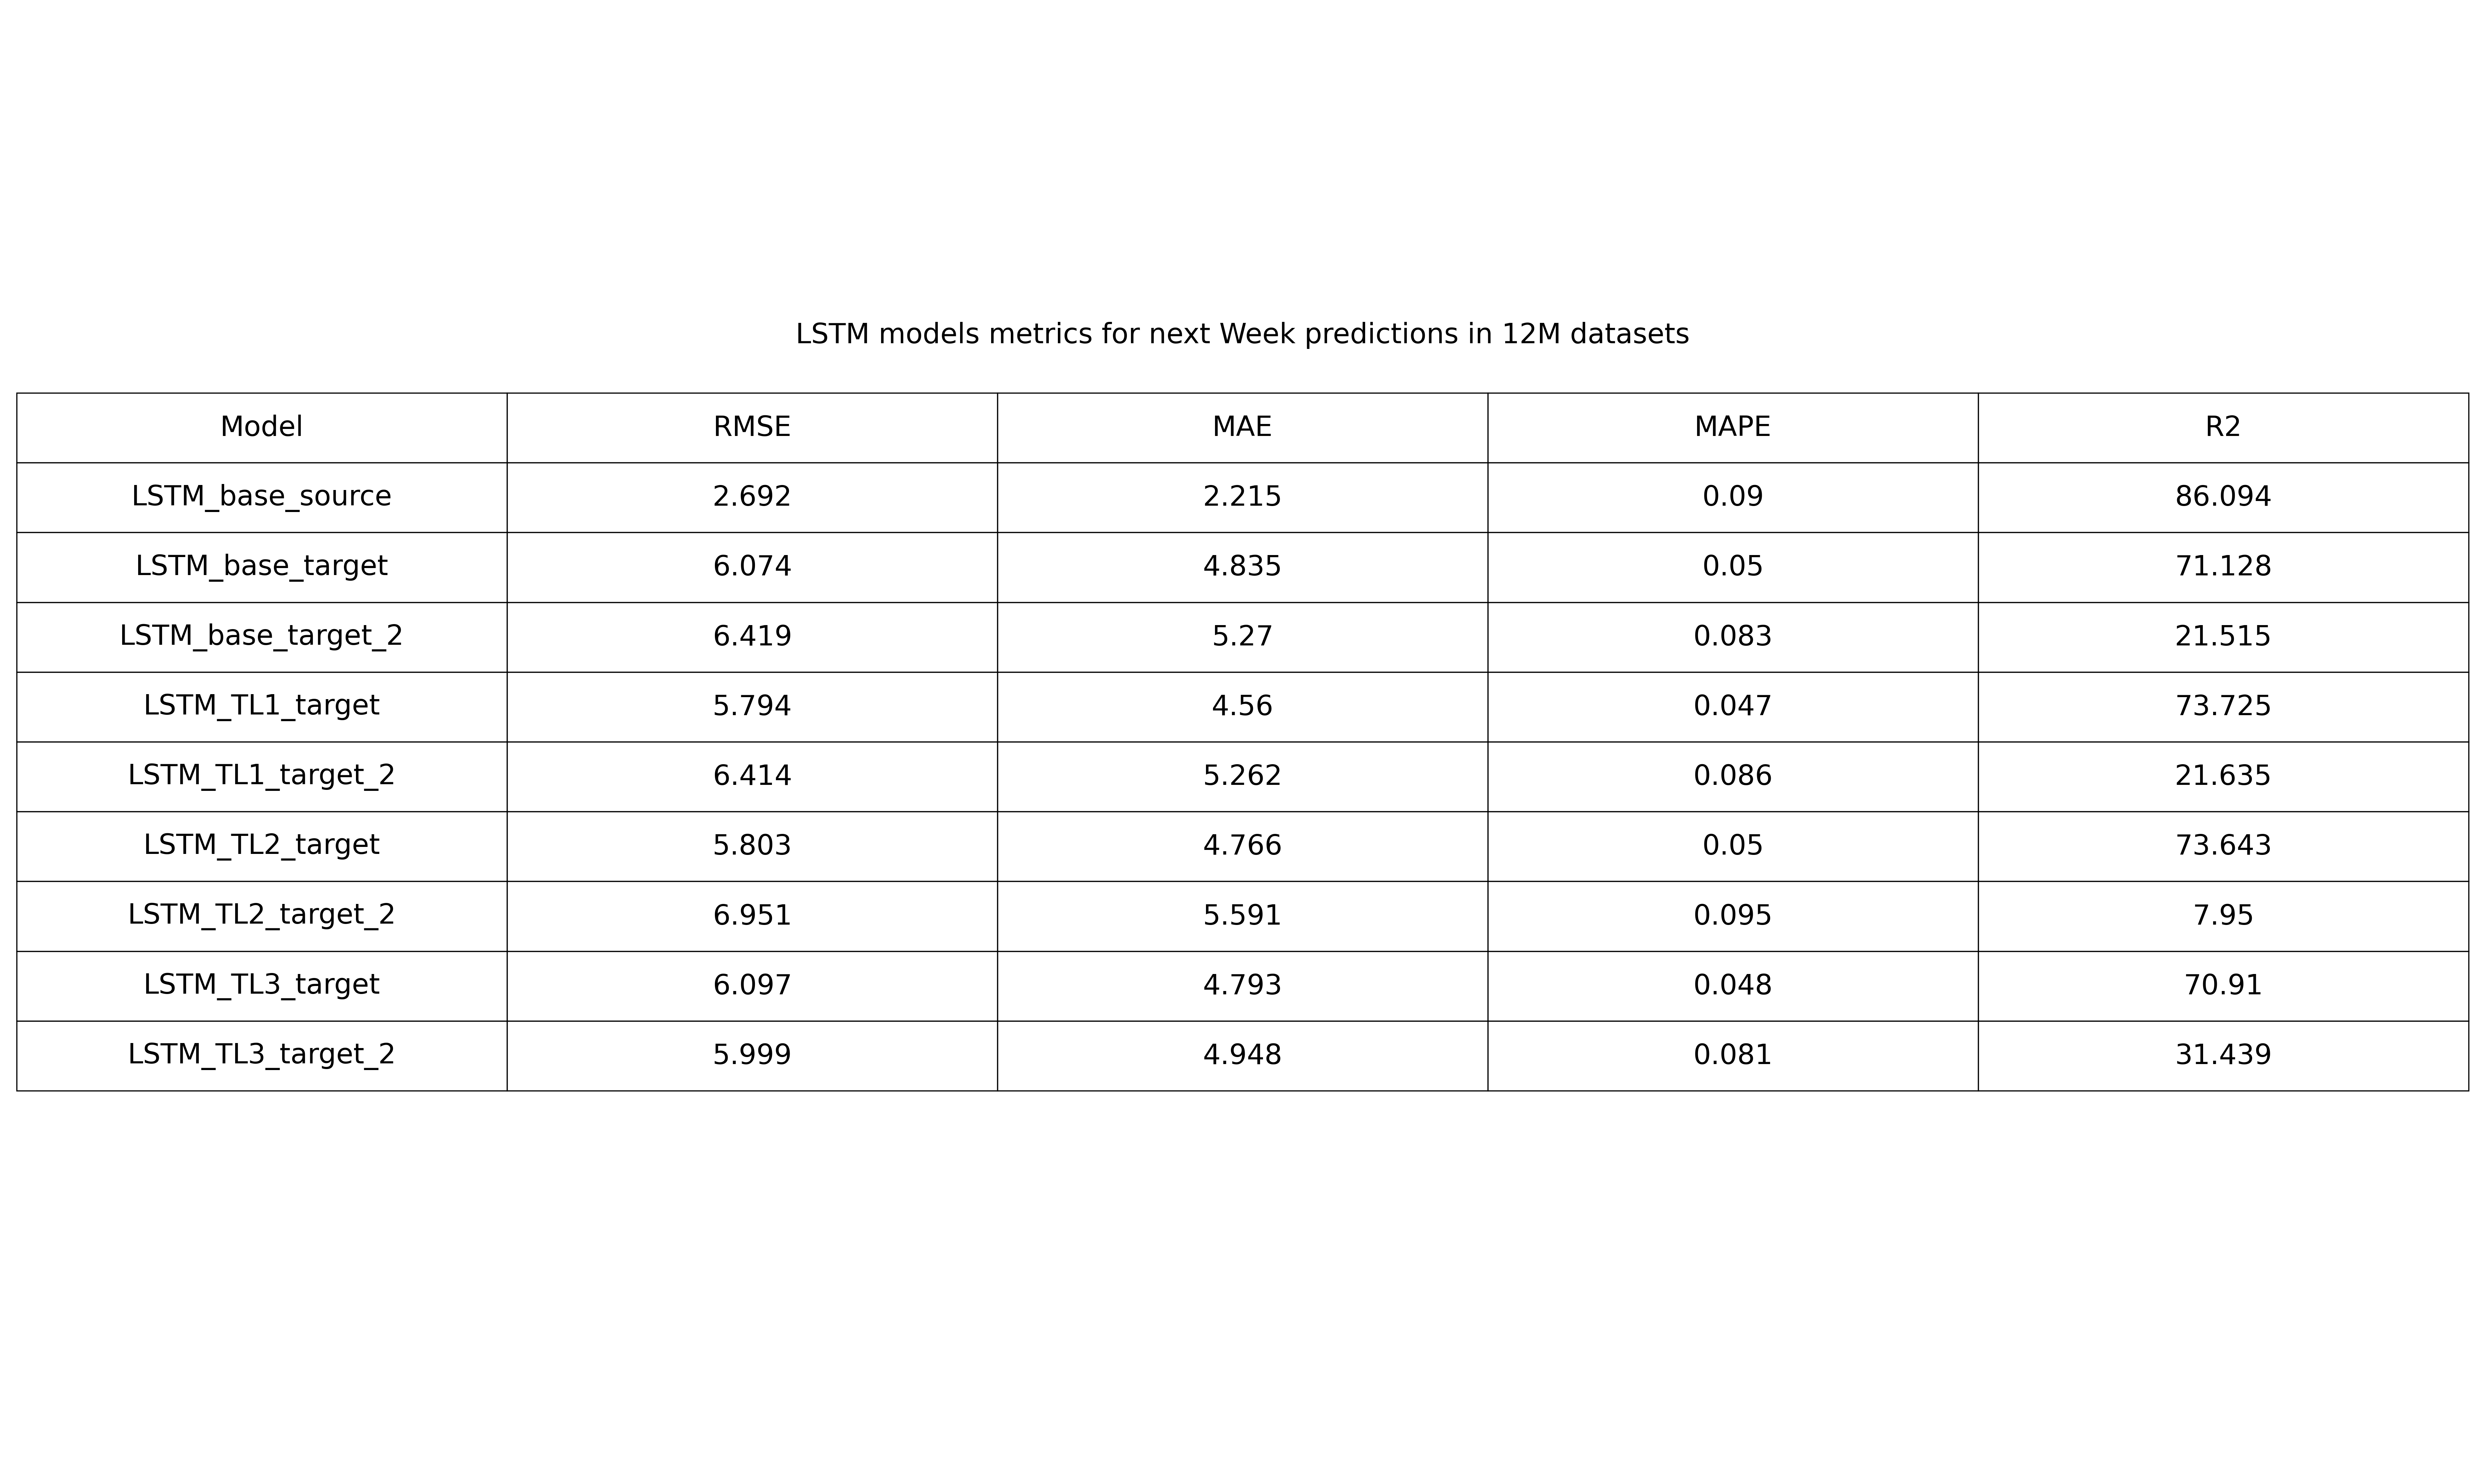 LSTM models metrics for next Week predictions in 12M datasets
Model RMSE MAE MAPE R2
LSTM_base_source 2.692 2.215 0.09 86.094
LSTM_base_target 6.074 4.835 0.05 71.128
LSTM_base_target_2 6.419 5.27 0.083 21.515
LSTM_TL1_target 5.794 4.56 0.047 73.725
LSTM_TL1_target_2 6.414 5.262 0.086 21.635
LSTM_TL2_target 5.803 4.766 0.05 73.643
LSTM_TL2_target_2 6.951 5.591 0.095 7.95
LSTM_TL3_target 6.097 4.793 0.048 70.91
LSTM_TL3_target_2 5.999 4.948 0.081 31.439